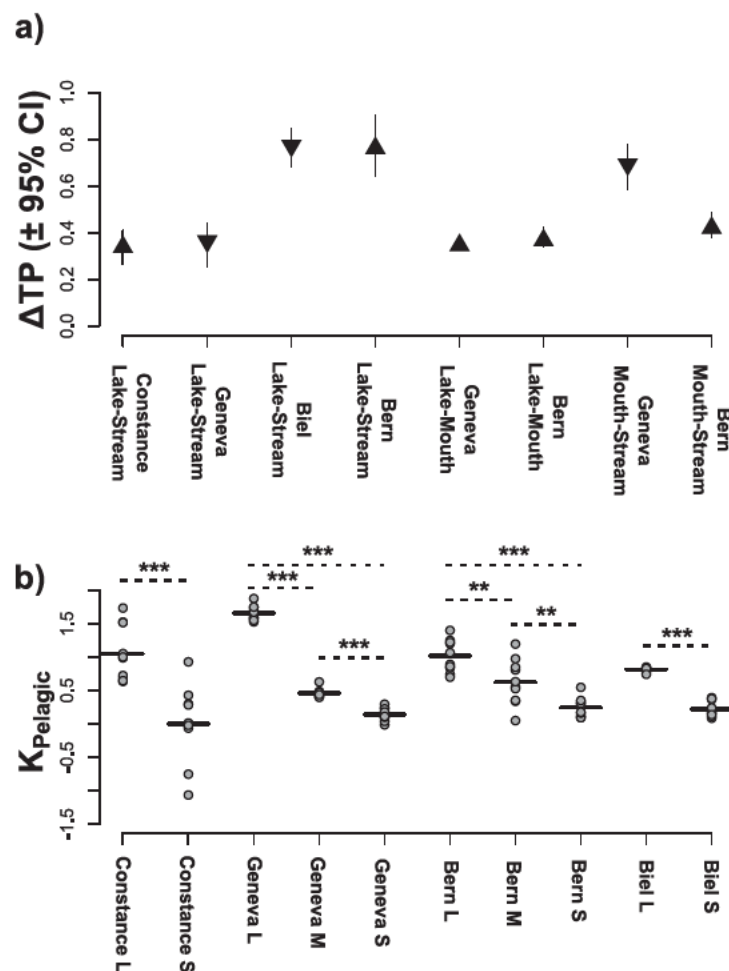 a)
ΔTP (± 95% CI)
1.0
0.8
0.6
0.4
0.2
0.0
Constance
Lake-Stream
Geneva
Lake-Stream
Biel
Lake-Stream
Bern
Lake-Stream
Geneva
Lake-Mouth
Bern
Lake-Mouth
Geneva
Mouth-Stream
Bern
Mouth-Stream
b)
KPelagic
1.5
0.5
-0.5
-1.5
***
***
***
***
***
**
**
***
Constance L
Constance S
Geneva L
Geneva M
Geneva S
Bern L
Bern M
Bern S
Biel L
Biel S